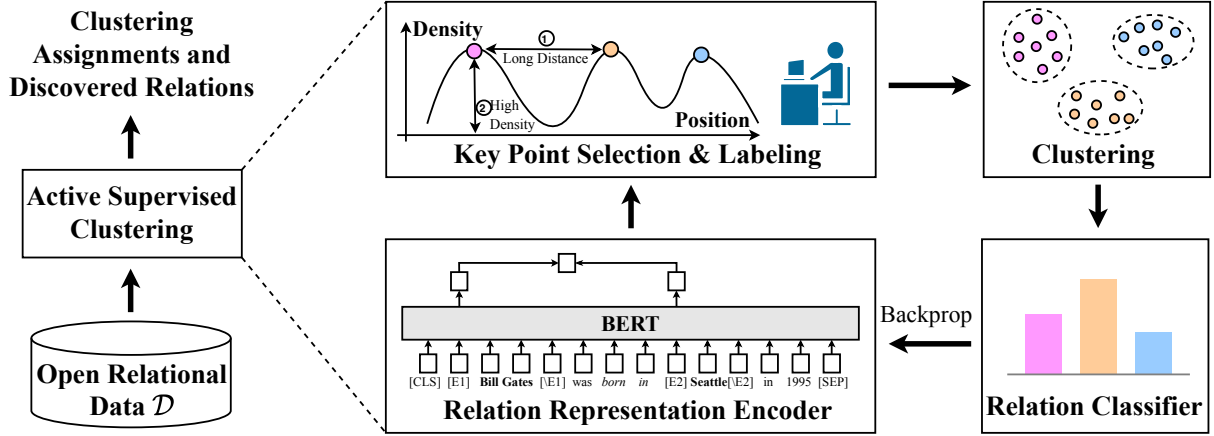 Clustering
Assignments and
Discovered Relations
Active Supervised
Clustering
Open Relational
Data 𝒟
Density
①
Long Distance
②
High
Density
Position
Key Point Selection & Labeling
Clustering
BERT
[CLS] [E1] Bill Gates [\E1] was born in [E2] Seattle [\E2] in 1995 [SEP]
Relation Representation Encoder
Backprop
Relation Classifier